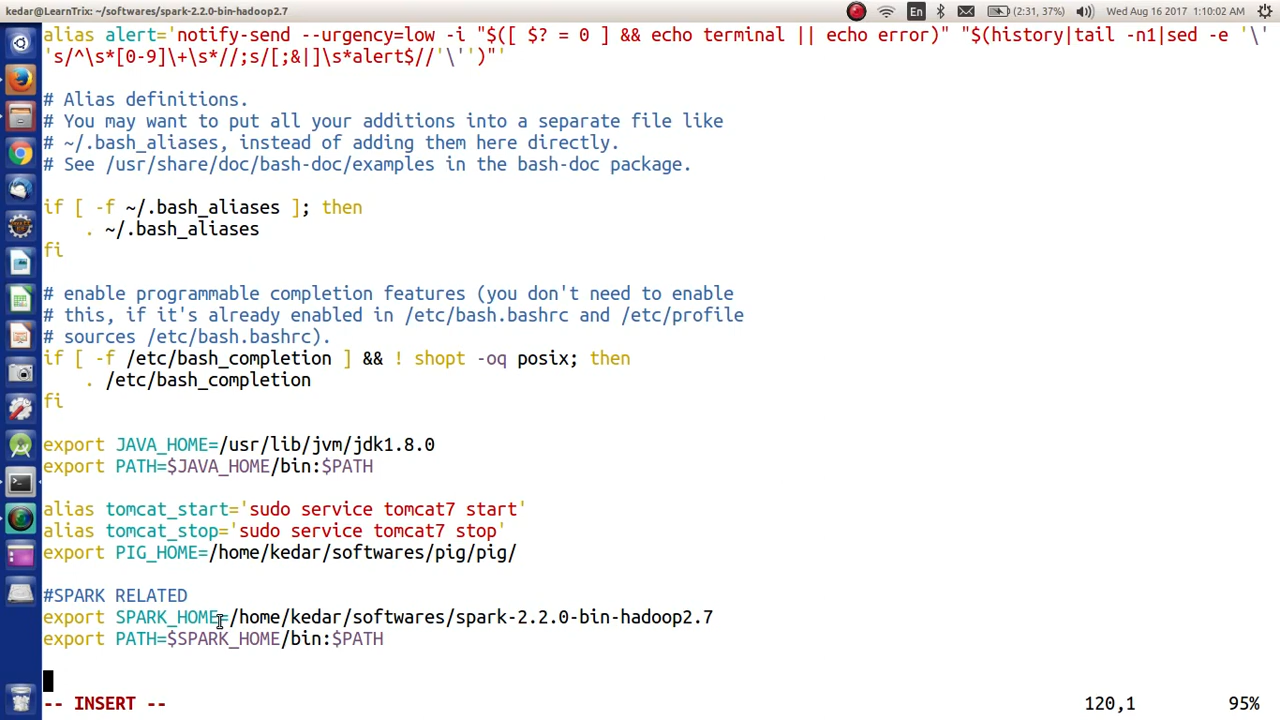 kedar@LearnTrix: ~/softwares/spark-2.2.0-bin-hadoop2.7
En
(2:31, 37%)
Wed Aug 16 2017 1:10:02 AM
alias alert='notify-send --urgency=low -i "$([ $? = 0 ] && echo terminal || echo error)" "$(history|tail -n1|sed -e '\'
's/^\s*[0-9]\+\s*//;s/[;&|]\s*alert$//'\'')"'
# Alias definitions.
# You may want to put all your additions into a separate file like
# ~/.bash_aliases, instead of adding them here directly.
# See /usr/share/doc/bash-doc/examples in the bash-doc package.
if [ -f ~/.bash_aliases ]; then
. ~/.bash_aliases
fi
# enable programmable completion features (you don't need to enable
# this, if it's already enabled in /etc/bash.bashrc and /etc/profile
# sources /etc/bash.bashrc).
if [ -f /etc/bash_completion ] && ! shopt -oq posix; then
. /etc/bash_completion
fi
export JAVA_HOME=/usr/lib/jvm/jdk1.8.0
export PATH=$JAVA_HOME/bin:$PATH
alias tomcat_start='sudo service tomcat7 start'
alias tomcat_stop='sudo service tomcat7 stop'
export PIG_HOME=/home/kedar/softwares/pig/pig/
#SPARK RELATED
export SPARK_HOME=/home/kedar/softwares/spark-2.2.0-bin-hadoop2.7
export PATH=$SPARK_HOME/bin:$PATH
-- INSERT --
120,1
95%